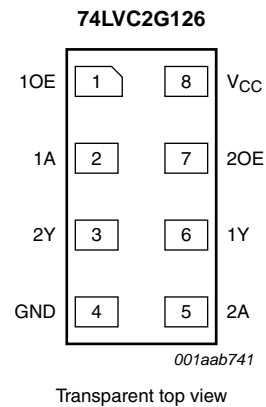 74LVC2G126
1OE 1 8 VCC
1A 2 7 2OE
2Y 3 6 1Y
GND 4 5 2A
001aab741
Transparent top view